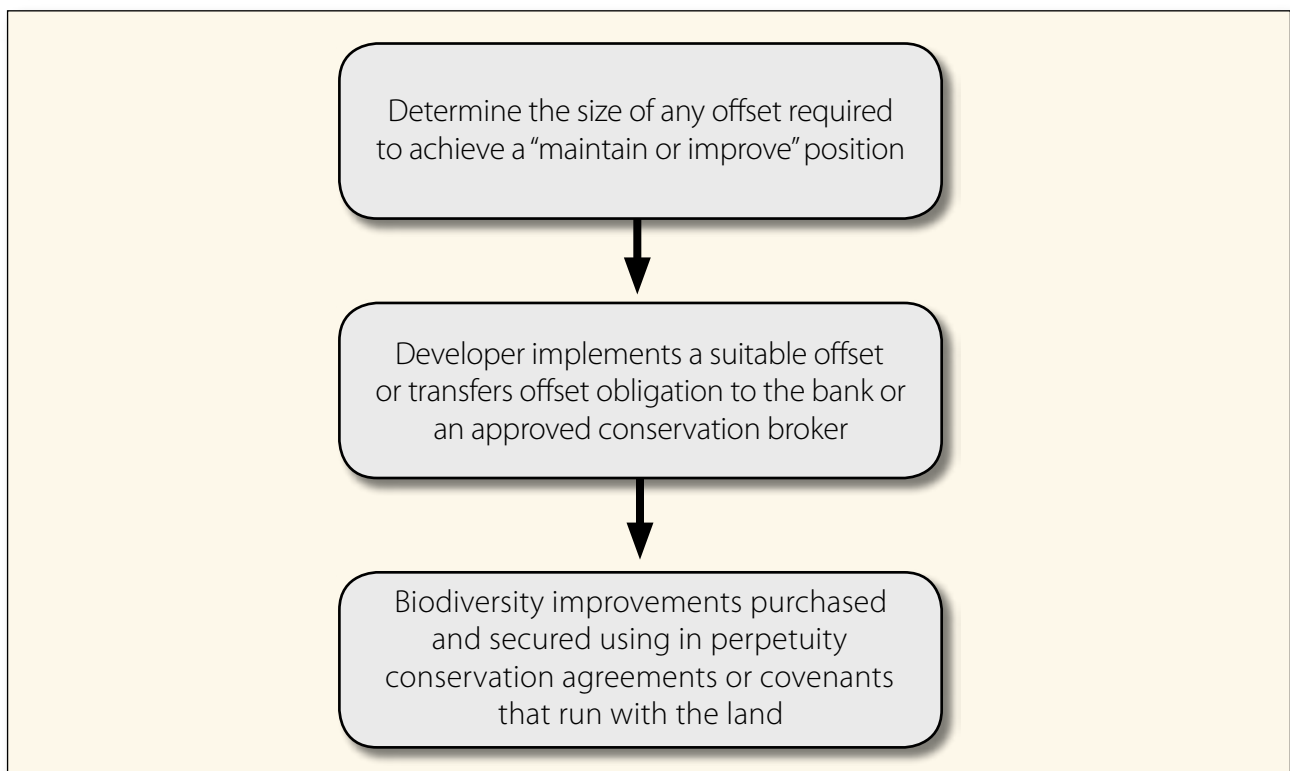 Determine the size of any offset required
to achieve a “maintain or improve” position
Developer implements a suitable offset
or transfers offset obligation to the bank or
an approved conservation broker
Biodiversity improvements purchased
and secured using in perpetuity
conservation agreements or covenants
that run with the land